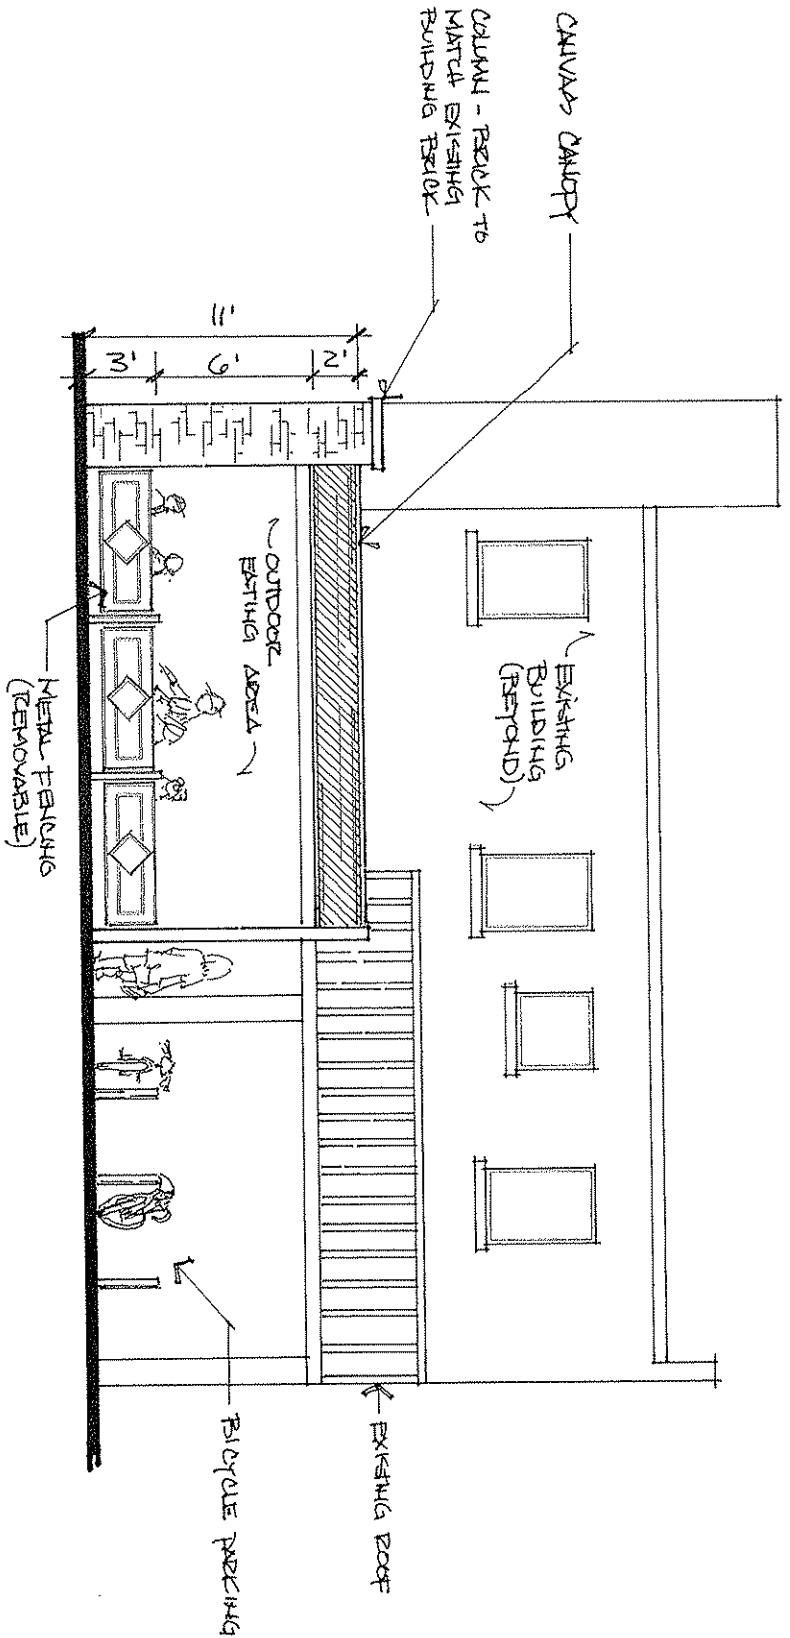 CANVAS CANOPY
COLUMN - BRICK TO
MATCH EXISTING
BUILDING BRICK
11'
3'
6'
2'
OUTDOOR
EATING AREA
EXISTING
BUILDING
(BEYOND)
METAL FENCING
(REMOVABLE)
EXISTING ROOF
BICYCLE PARKING